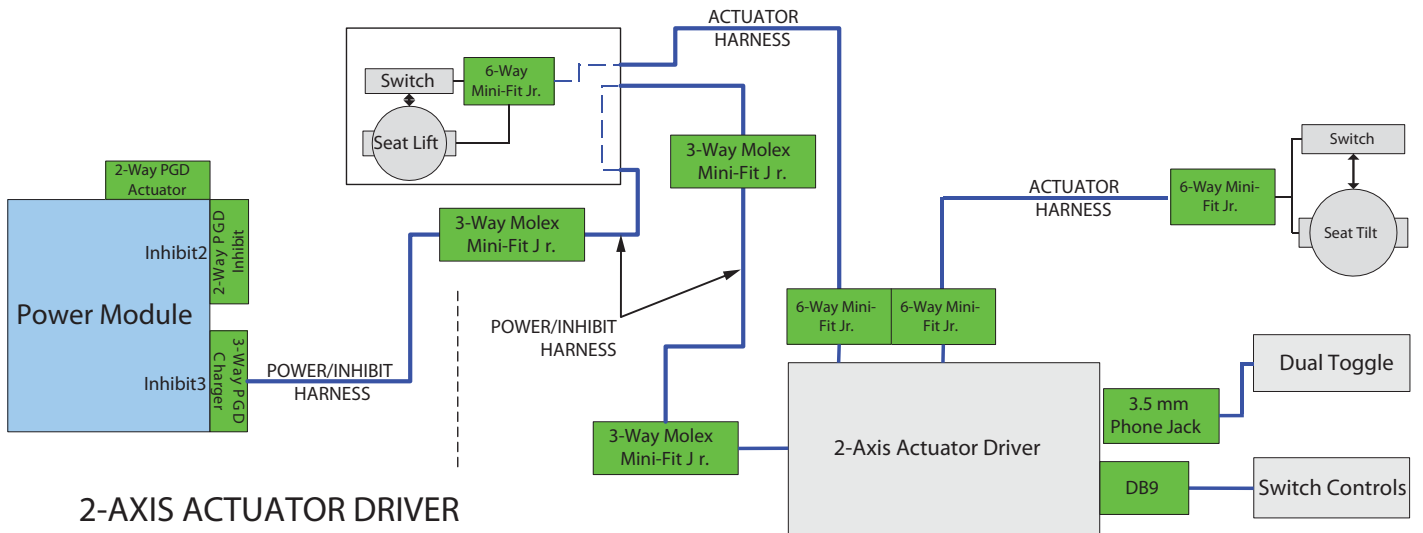 ACTUATOR
HARNESS
Switch
6-Way
Mini-Fit Jr.
Seat Lift
3-Way Molex
Mini-Fit J r.
Switch
2-Way PGD
Actuator
ACTUATOR
HARNESS
6-Way Mini-
Fit Jr.
Seat Tilt
Inhibit2
2-Way P G D
Inhibit
3-Way Molex
Mini-Fit J r.
Power Module
POWER/INHIBIT
HARNESS
6-Way Mini-
Fit Jr.
6-Way Mini-
Fit Jr.
Inhibit3
3-Way P G D
Charger
POWER/INHIBIT
HARNESS
Dual Toggle
3.5 mm
Phone Jack
3-Way Molex
Mini-Fit J r.
2-Axis Actuator Driver
DB9
Switch Controls
2-AXIS ACTUATOR DRIVER